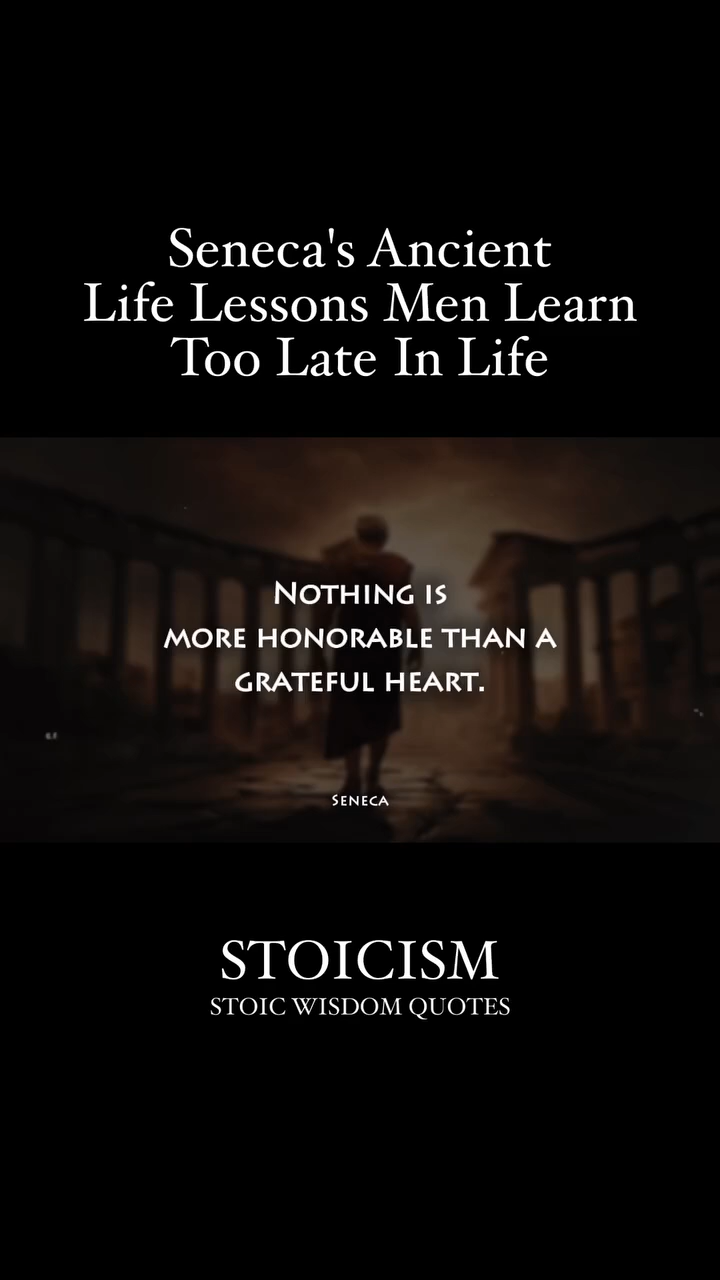 Seneca's Ancient
Life Lessons Men Learn
Too Late In Life
NOTHING IS
MORE HONORABLE THAN A
GRATEFUL HEART.
SENECA
STOICISM
STOIC WISDOM QUOTES